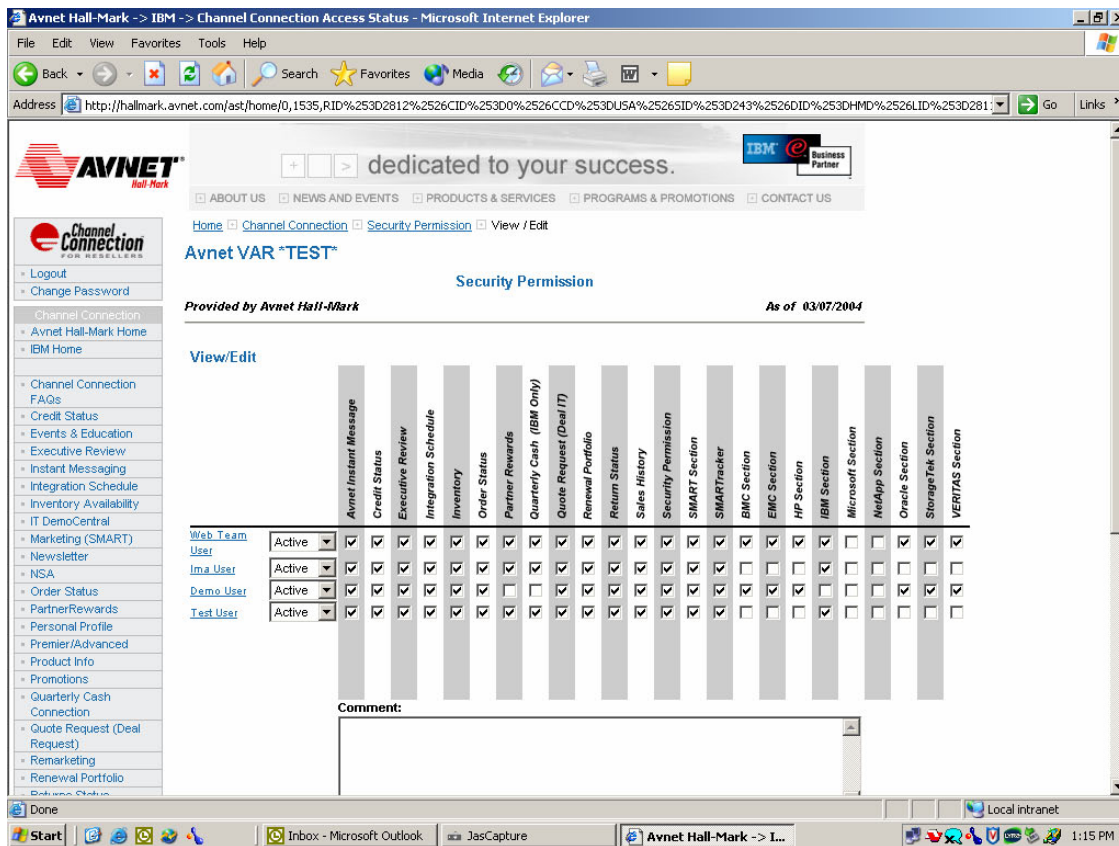 Avnet Hall-Mark -> IBM -> Channel Connection Access Status - Microsoft Internet Explorer
File Edit View Favorites Tools Help
Back Search Favorites Media
Address http://hallmark.avnet.com/ast/home/0,1535,RID%253D2812%2526CID%253D0%2526CCD%253DUSA%2526SID%253D243%2526DID%253DHMD%2526LID%253D281 Go Links
AVNET
Hall-Mark
dedicated to your success.
IBM Business Partner
ABOUT US NEWS AND EVENTS PRODUCTS & SERVICES PROGRAMS & PROMOTIONS CONTACT US
Channel Connection
FOR RESELLERS
Logout
Change Password
Channel Connection
Avnet Hall-Mark Home
IBM Home
Channel Connection
FAQs
Credit Status
Events & Education
Executive Review
Instant Messaging
Integration Schedule
Inventory Availability
IT DemoCentral
Marketing (SMART)
Newsletter
NSA
Order Status
PartnerRewards
Personal Profile
Premier/Advanced
Product Info
Promotions
Quarterly Cash
Connection
Quote Request (Deal
Request)
Remarketing
Renewal Portfolio
Returns Status
Home Channel Connection Security Permission View / Edit
Avnet VAR *TEST*
Security Permission
Provided by Avnet Hall-Mark As of 03/07/2004
View/Edit
Avnet Instant Message
Credit Status
Executive Review
Integration Schedule
Inventory
Order Status
Partner Rewards
Quarterly Cash (IBM Only)
Quote Request (Deal IT)
Renewal Portfolio
Return Status
Sales History
Security Permission
SMART Section
SMARTracker
BMC Section
EMC Section
HP Section
IBM Section
Microsoft Section
NetApp Section
Oracle Section
StorageTek Section
VERITAS Section
Web Team User Active
Ima User Active
Demo User Active
Test User Active
Comment:
Done Local intranet
Start Inbox - Microsoft Outlook JasCapture Avnet Hall-Mark -> I... 1:15 PM